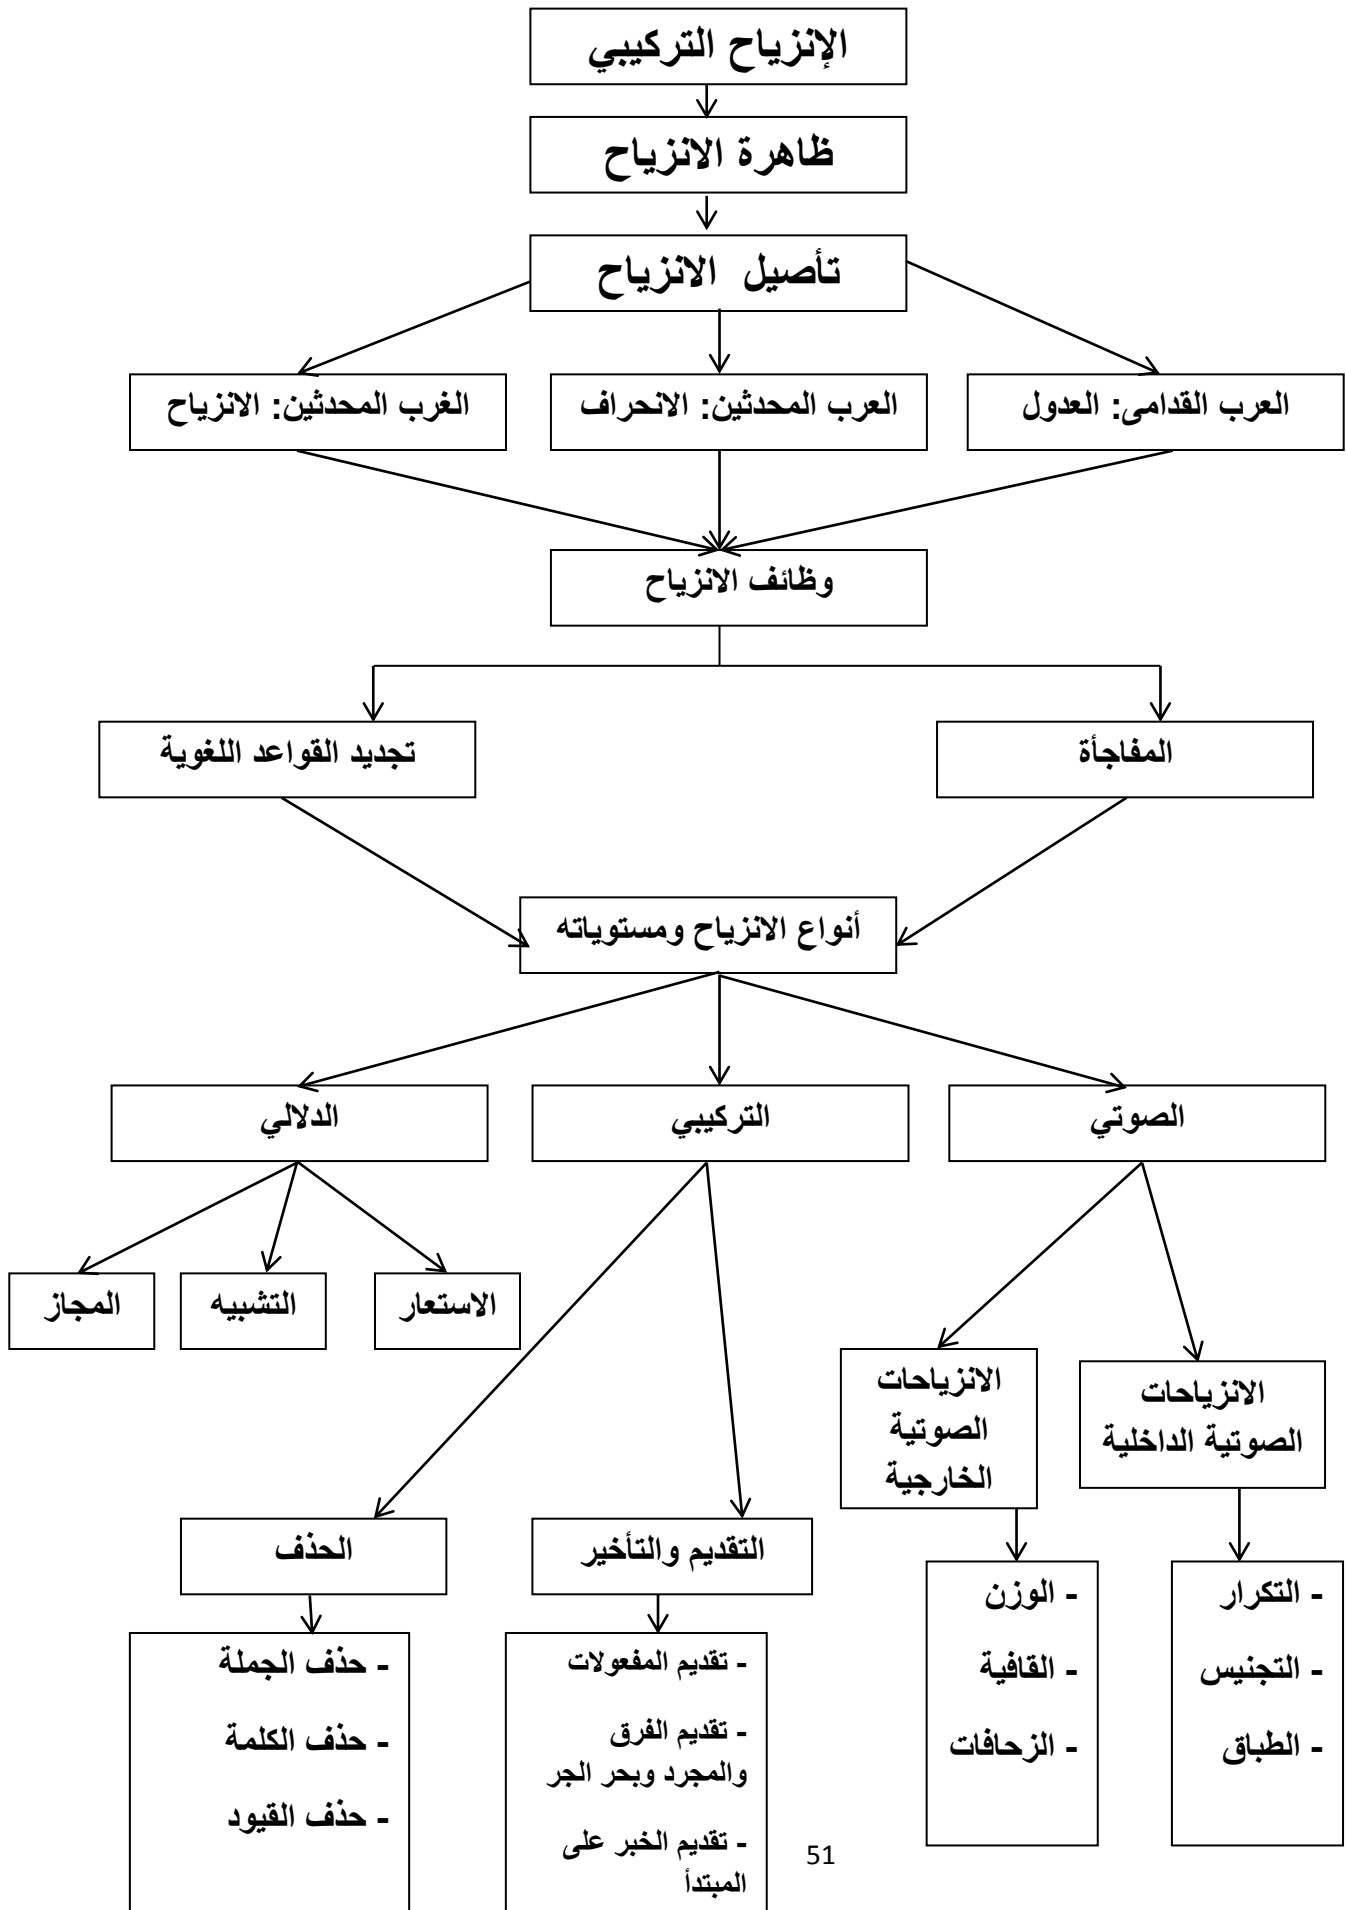 الإنزياح التركيبي
ظاهرة الانزياح
تأصيل الانزياح
العرب القدامى: العدول
العرب المحدثين: الانحراف
الغرب المحدثين: الانزياح
وظائف الانزياح
المفاجأة
تجديد القواعد اللغوية
أنواع الانزياح ومستوياته
الصوتي
التركيبي
الدلالي
الاستعار
التشبيه
المجاز
الانزياحات
الصوتية الداخلية
الانزياحات
الصوتية
الخارجية
التقديم والتأخير
الحذف
- التكرار
- التجنيس
- الطباق
- الوزن
- القافية
- الزحافات
- تقديم المفعولات
- تقديم الفرق
والمجرد وبحر الجر
- تقديم الخبر على
المبتدأ
- حذف الجملة
- حذف الكلمة
- حذف القيود
51